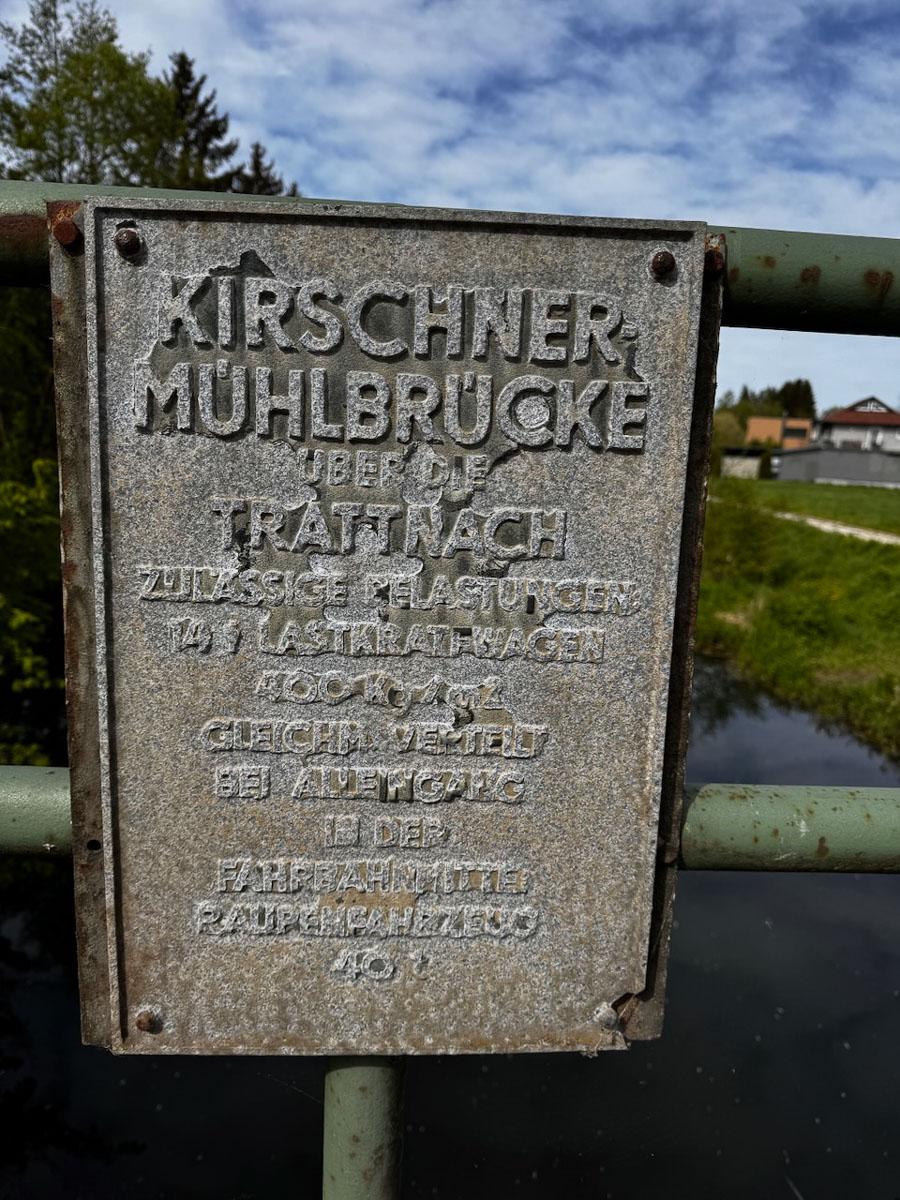 KIRSCHNER-
MÜHLBRÜCKE
ÜBER DIE
TRATTNACH
ZULÄSSIGE BELASTUNGEN:
14 t LASTKRAFTWAGEN
400 kg/m2
GLEICHM. VERTEILT
BEI ALLEINGANG
IN DER
FAHRBAHNMITTE
RAUPENFAHRZEUG
40 t